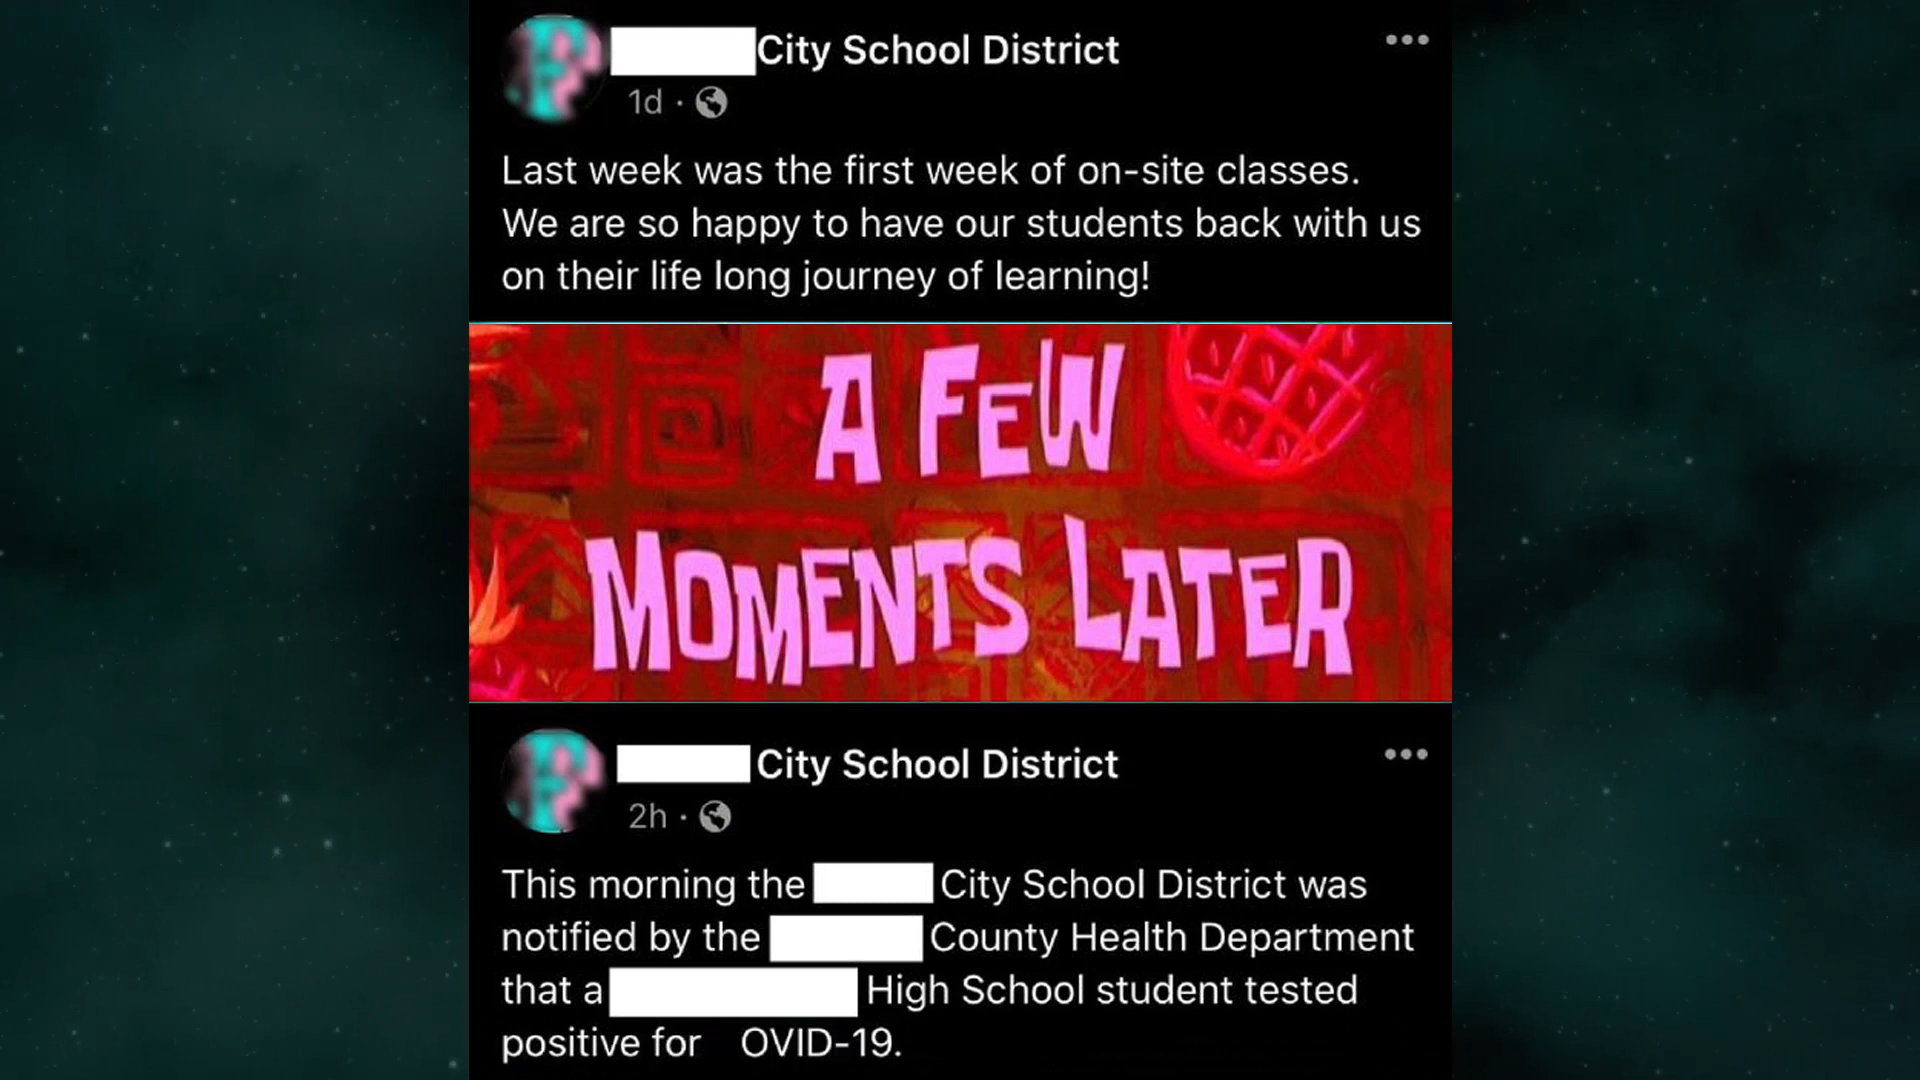 City School District
1d ·
Last week was the first week of on-site classes.
We are so happy to have our students back with us
on their life long journey of learning!
A FEW
MOMENTS LATER
City School District
2h ·
This morning the City School District was
notified by the County Health Department
that a High School student tested
positive for OVID-19.